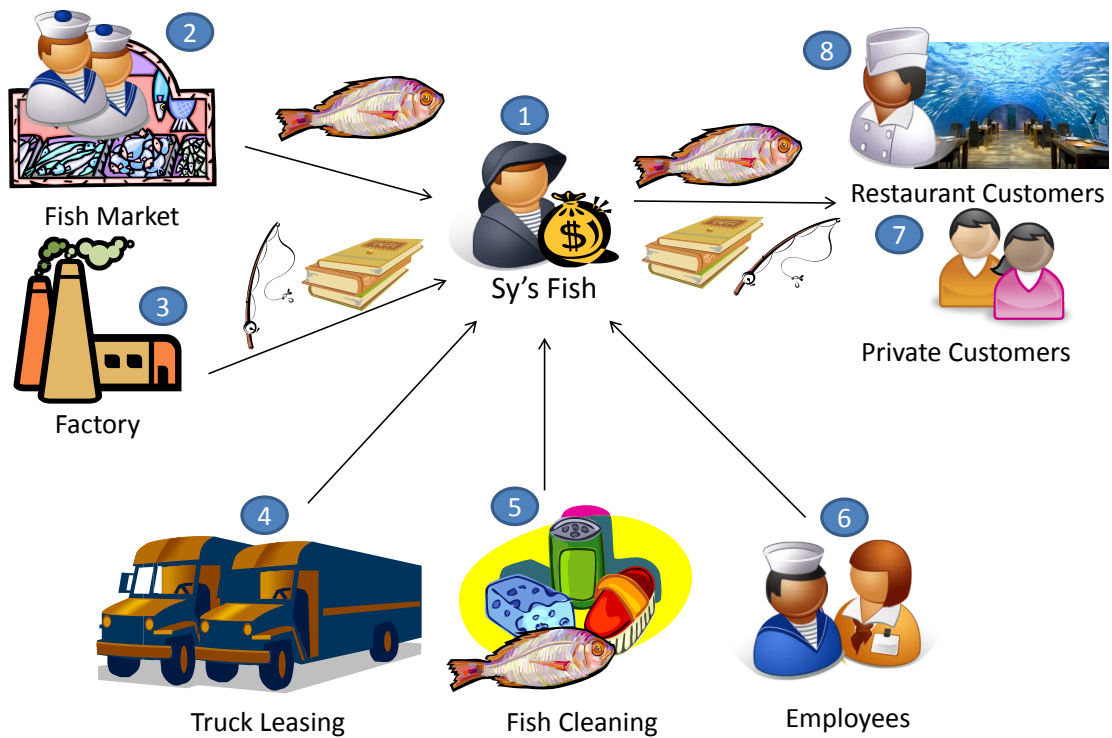 2
Fish Market
1
Sy's Fish
$
8
Restaurant Customers
7
Private Customers
3
Factory
4
Truck Leasing
5
Fish Cleaning
6
Employees